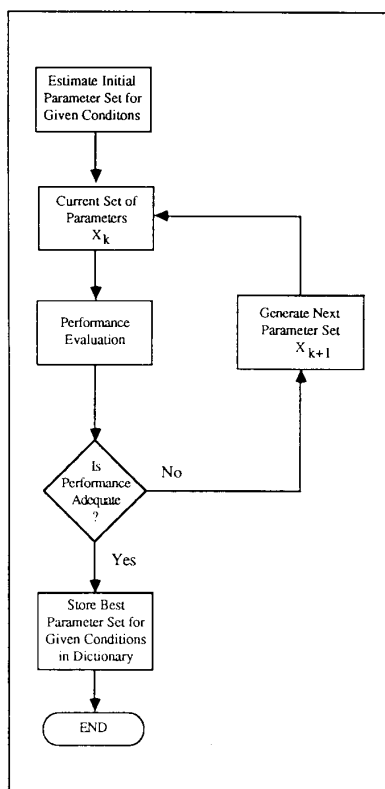 Estimate Initial
Parameter Set for
Given Conditons
Current Set of
Parameters
X k
Performance
Evaluation
Generate Next
Parameter Set
X k+1
Is
Performance
Adequate
?
No
Yes
Store Best
Parameter Set for
Given Conditions
in Dictionary
END